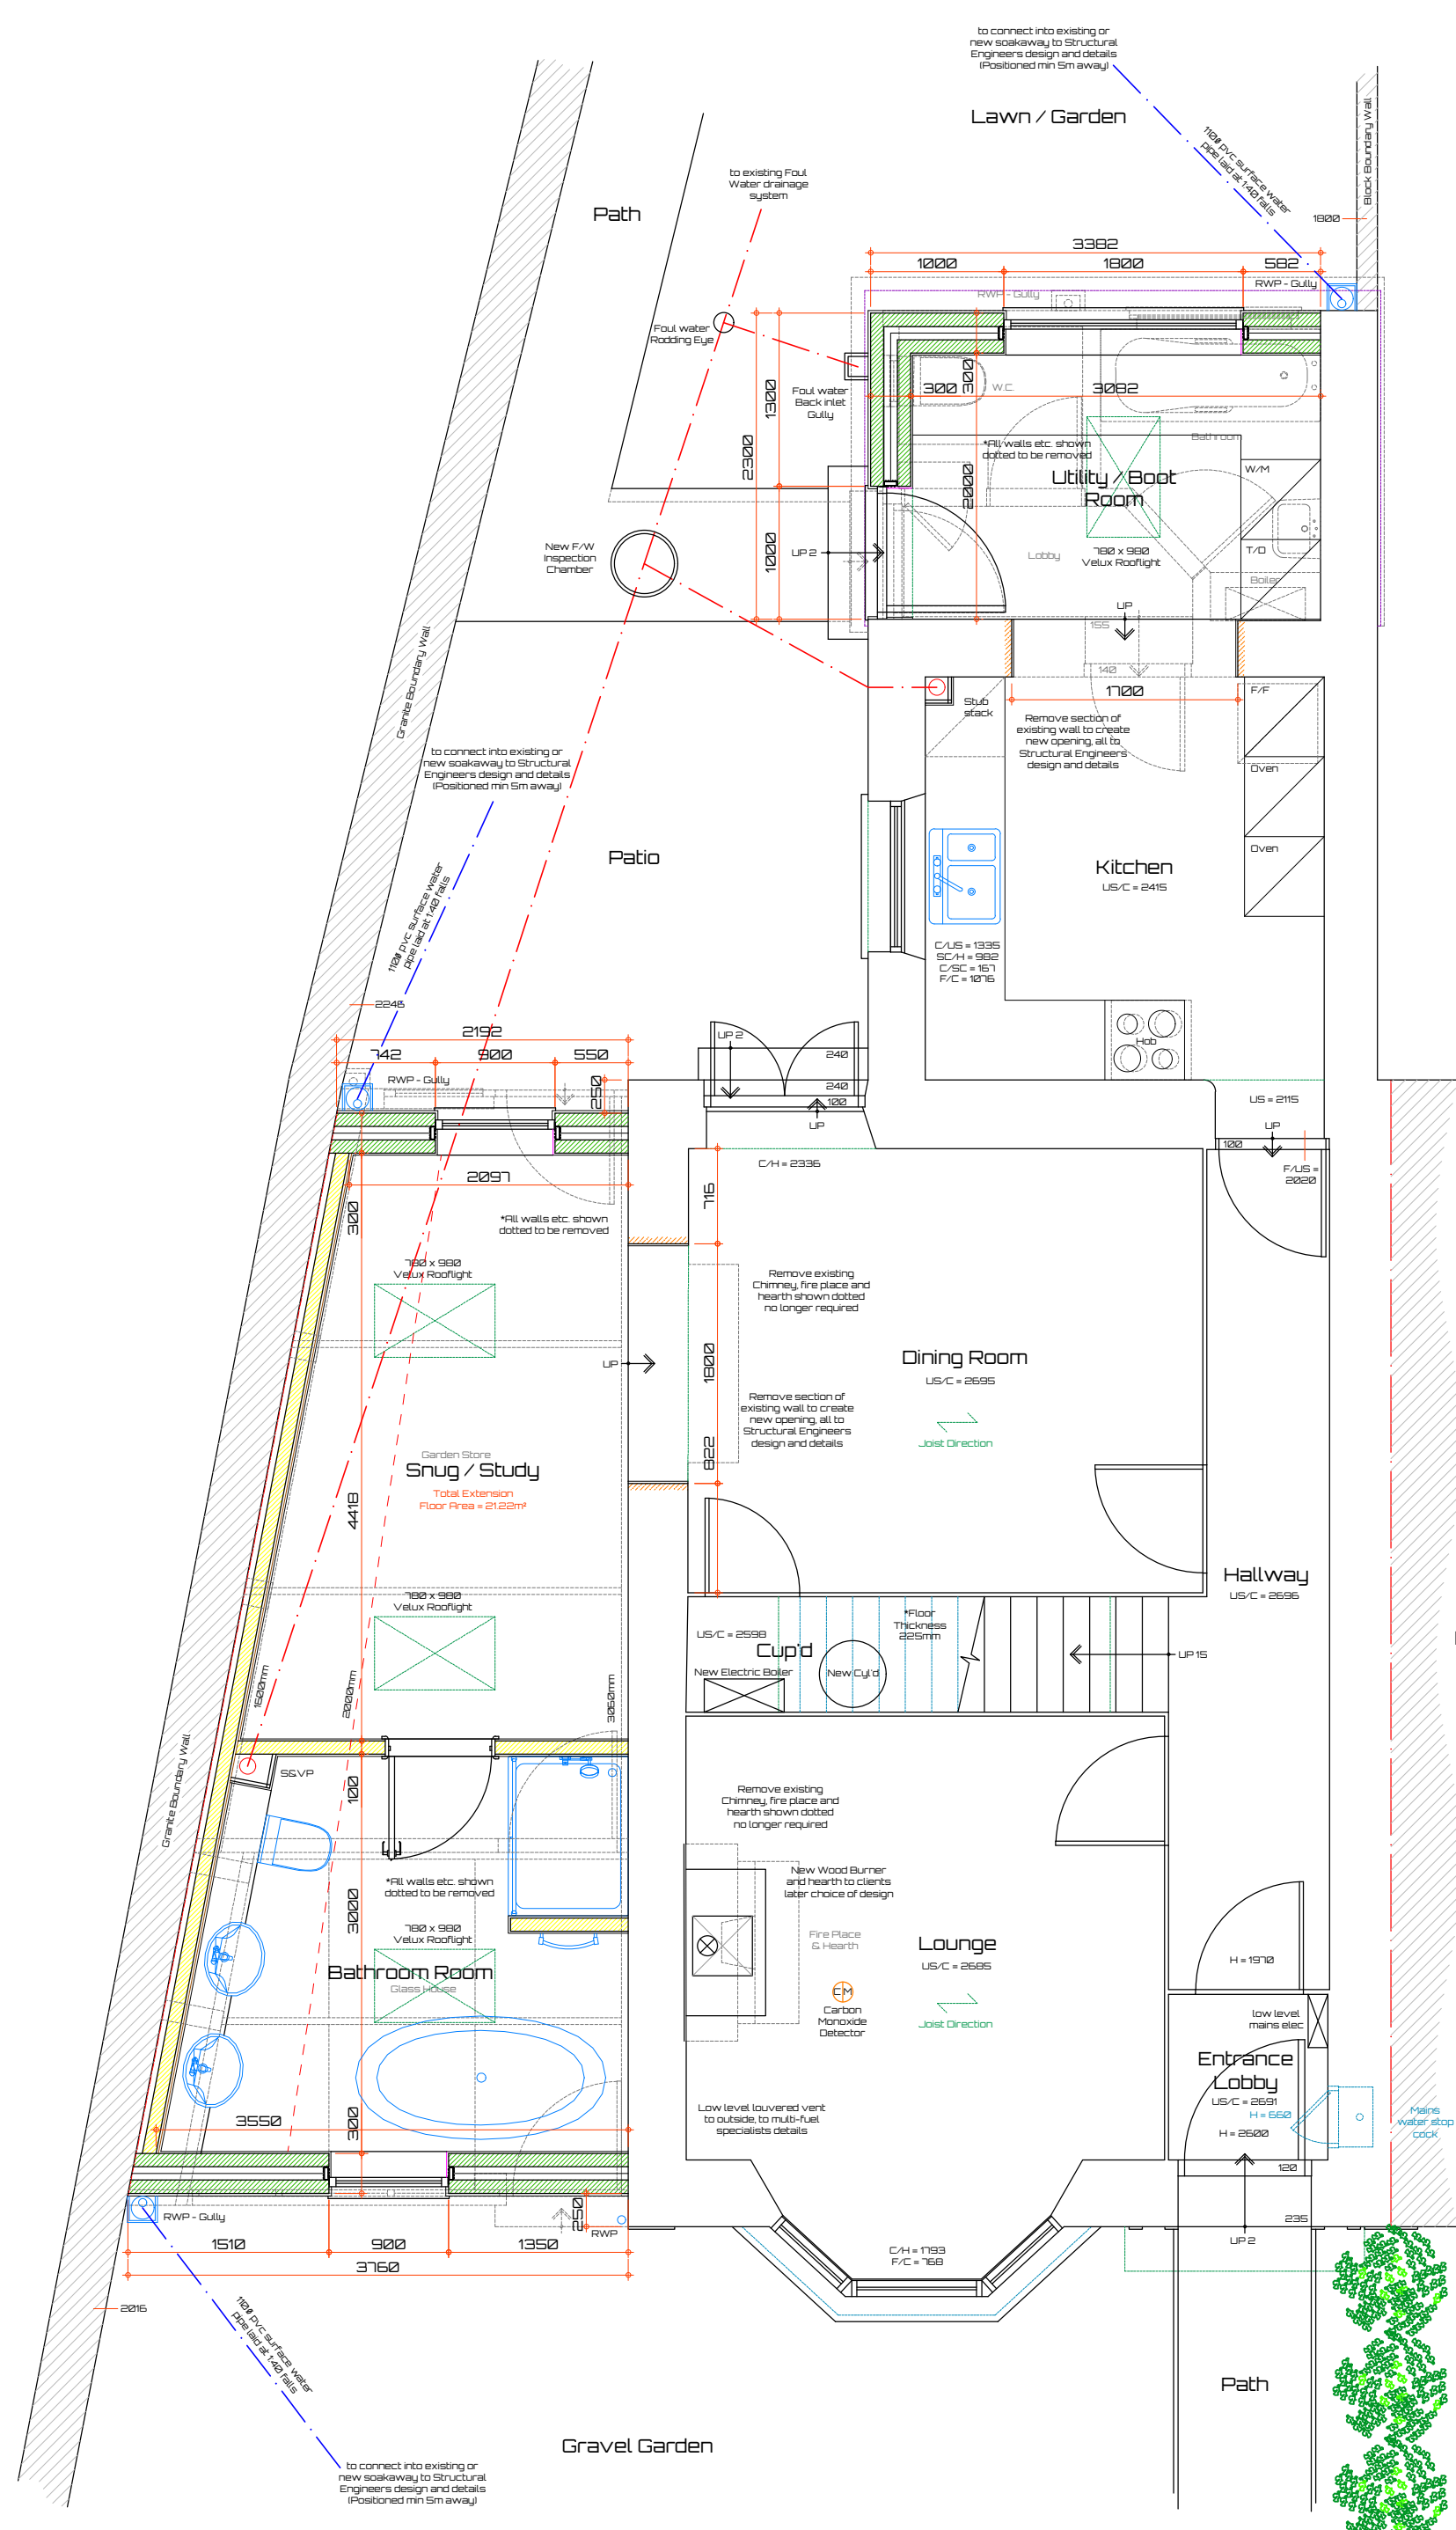 to connect into existing or
new soakaway to Structural
Engineers design and details
(Positioned min 5m away)
Lawn / Garden
110Ø pvc surface water
pipe laid at 1:40 falls
Block Boundary Wall
1800
to existing Foul
Water drainage
system
Path
3382
1000
1800
582
RWP - Gully
RWP - Gully
Foul water
Rodding Eye
Foul water
Back inlet
Gully
1300
2300
1000
300
300
3082
W.C.
Bathroom
*All walls etc. shown
dotted to be removed
Utility / Boot
Room
2000
W/M
T/D
Boiler
Lobby
780 x 980
Velux Rooflight
UP 2
New F/W
Inspection
Chamber
UP
155
140
1700
Stub
stack
F/F
Remove section of
existing wall to create
new opening, all to
Structural Engineers
design and details
Oven
Oven
Granite Boundary Wall
to connect into existing or
new soakaway to Structural
Engineers design and details
(Positioned min 5m away)
Patio
Kitchen
US/C = 2415
110Ø pvc surface water
pipe laid at 1:40 falls
C/US = 1335
SC/H = 982
C/SC = 167
F/C = 1076
2246
2192
742
900
550
RWP - Gully
250
UP 2
240
240
100
UP
Hob
US = 2115
UP
100
F/US =
2020
C/H = 2336
2097
716
300
*All walls etc. shown
dotted to be removed
780 x 980
Velux Rooflight
Remove existing
Chimney, fire place and
hearth shown dotted
no longer required
UP
1800
Dining Room
US/C = 2695
Remove section of
existing wall to create
new opening, all to
Structural Engineers
design and details
822
Joist Direction
Garden Store
Snug / Study
Total Extension
Floor Area = 21.22m²
4418
Hallway
US/C = 2696
780 x 980
Velux Rooflight
US/C = 2598
Cup'd
*Floor
Thickness
225mm
New Electric Boiler
New Cyl'd
UP 15
1500mm
2000mm
3060mm
Granite Boundary Wall
S&VP
100
Remove existing
Chimney, fire place and
hearth shown dotted
no longer required
New Wood Burner
and hearth to clients
later choice of design
*All walls etc. shown
dotted to be removed
3000
780 x 980
Velux Rooflight
Fire Place
& Hearth
Lounge
US/C = 2685
H = 1970
Bathroom Room
Glass House
CM
Carbon
Monoxide
Detector
Joist Direction
low level
mains elec
Entrance
Lobby
US/C = 2691
H = 660
H = 2600
Mains
water stop
cock
3550
300
Low level louvered vent
to outside, to multi-fuel
specialists details
120
235
UP 2
RWP - Gully
250
RWP
1510
900
1350
3760
C/H = 1793
F/C = 768
2016
110Ø pvc surface water
pipe laid at 1:40 falls
Path
Gravel Garden
to connect into existing or
new soakaway to Structural
Engineers design and details
(Positioned min 5m away)